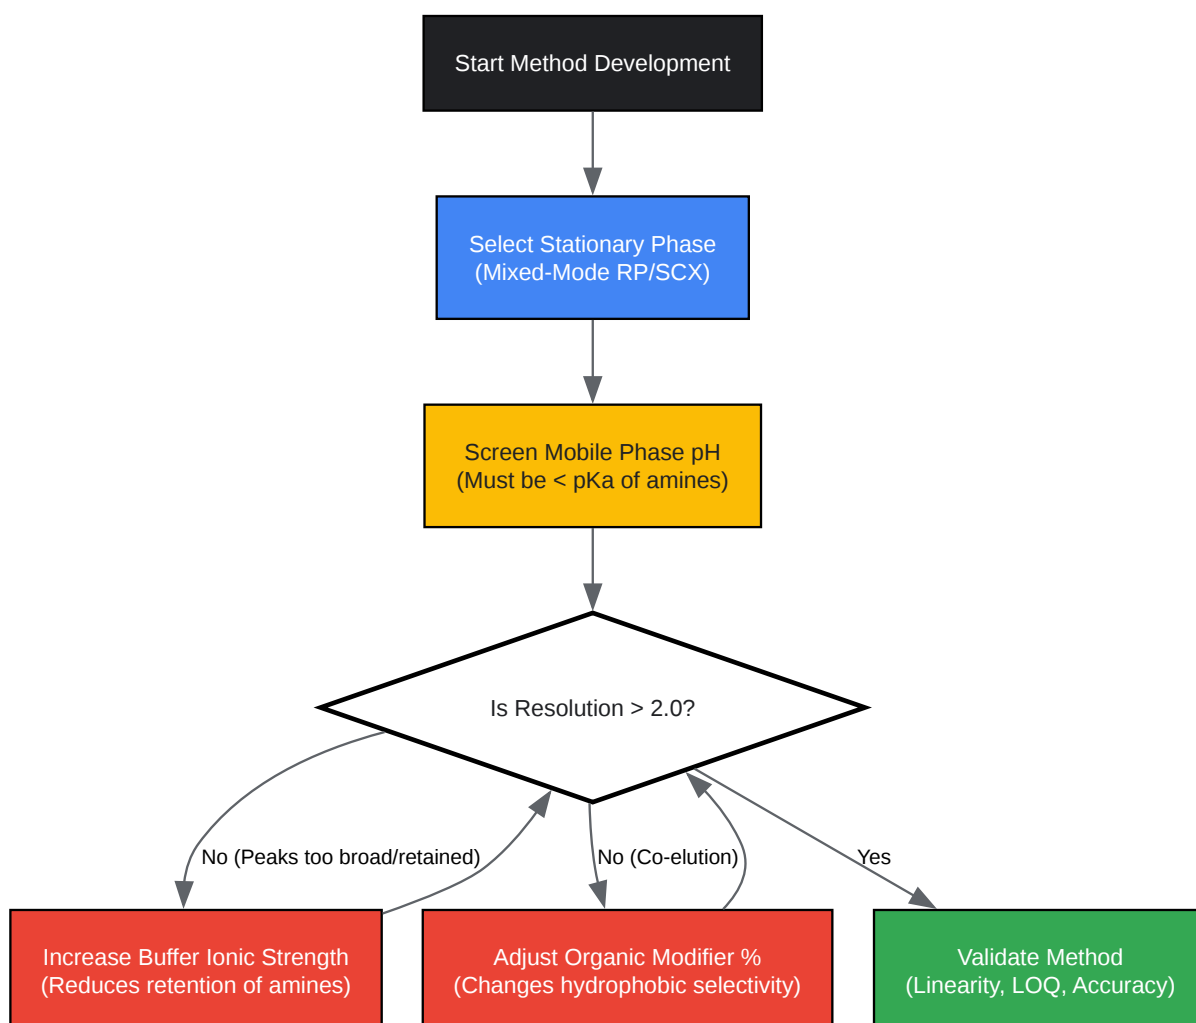 Start Method Development
Select Stationary Phase
(Mixed-Mode RP/SCX)
Screen Mobile Phase pH
(Must be < pKa of amines)
Is Resolution > 2.0?
No (Peaks too broad/retained)
No (Co-elution)
Yes
Increase Buffer Ionic Strength
(Reduces retention of amines)
Adjust Organic Modifier %
(Changes hydrophobic selectivity)
Validate Method
(Linearity, LOQ, Accuracy)